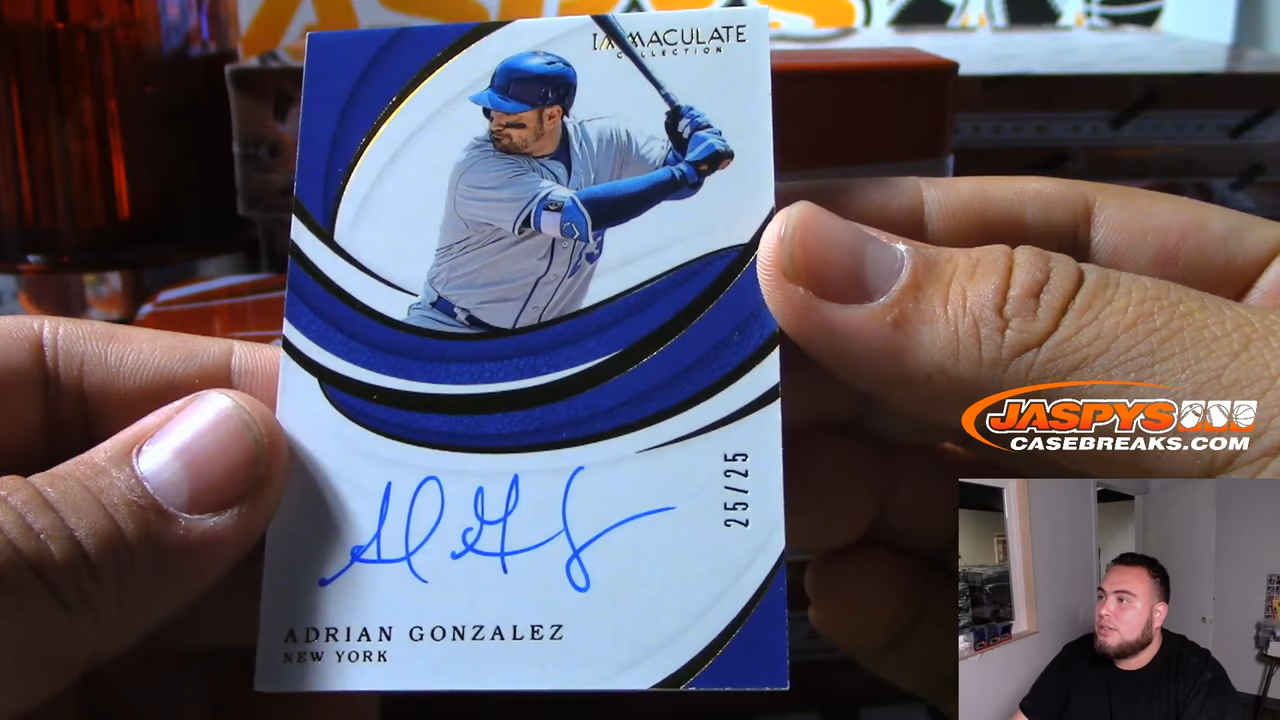 IMMACULATE
COLLECTION
25/25
ADRIAN GONZALEZ
NEW YORK
JASPYS
CASEBREAKS.COM